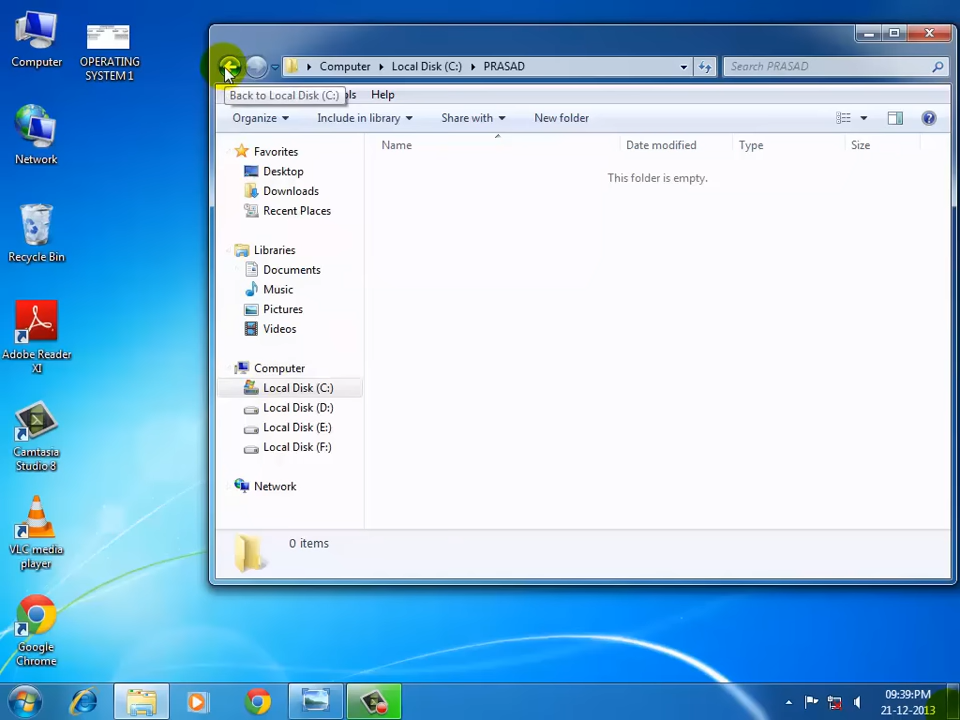 Computer
OPERATING
SYSTEM 1
Network
Recycle Bin
Adobe Reader
XI
Camtasia
Studio 8
VLC media
player
Google
Chrome
Computer
Local Disk (C:)
PRASAD
Search PRASAD
Back to Local Disk (C:)
Help
Organize
Include in library
Share with
New folder
Name
Date modified
Type
Size
This folder is empty.
Favorites
Desktop
Downloads
Recent Places
Libraries
Documents
Music
Pictures
Videos
Computer
Local Disk (C:)
Local Disk (D:)
Local Disk (E:)
Local Disk (F:)
Network
0 items
09:39 PM
21-12-2013